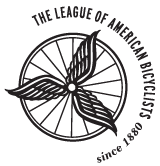 THE LEAGUE OF AMERICAN BICYCLISTS
since 1880